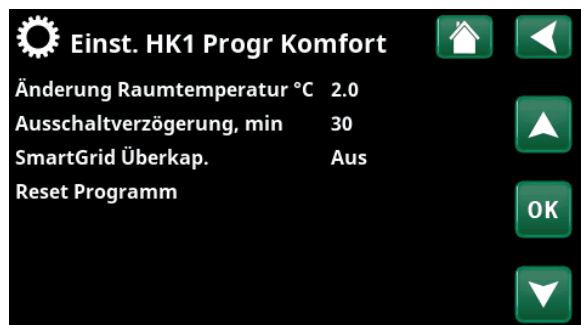 Einst. HK1 Progr Komfort
Änderung Raumtemperatur °C 2.0
Ausschaltverzögerung, min 30
SmartGrid Überkap. Aus
Reset Programm
OK